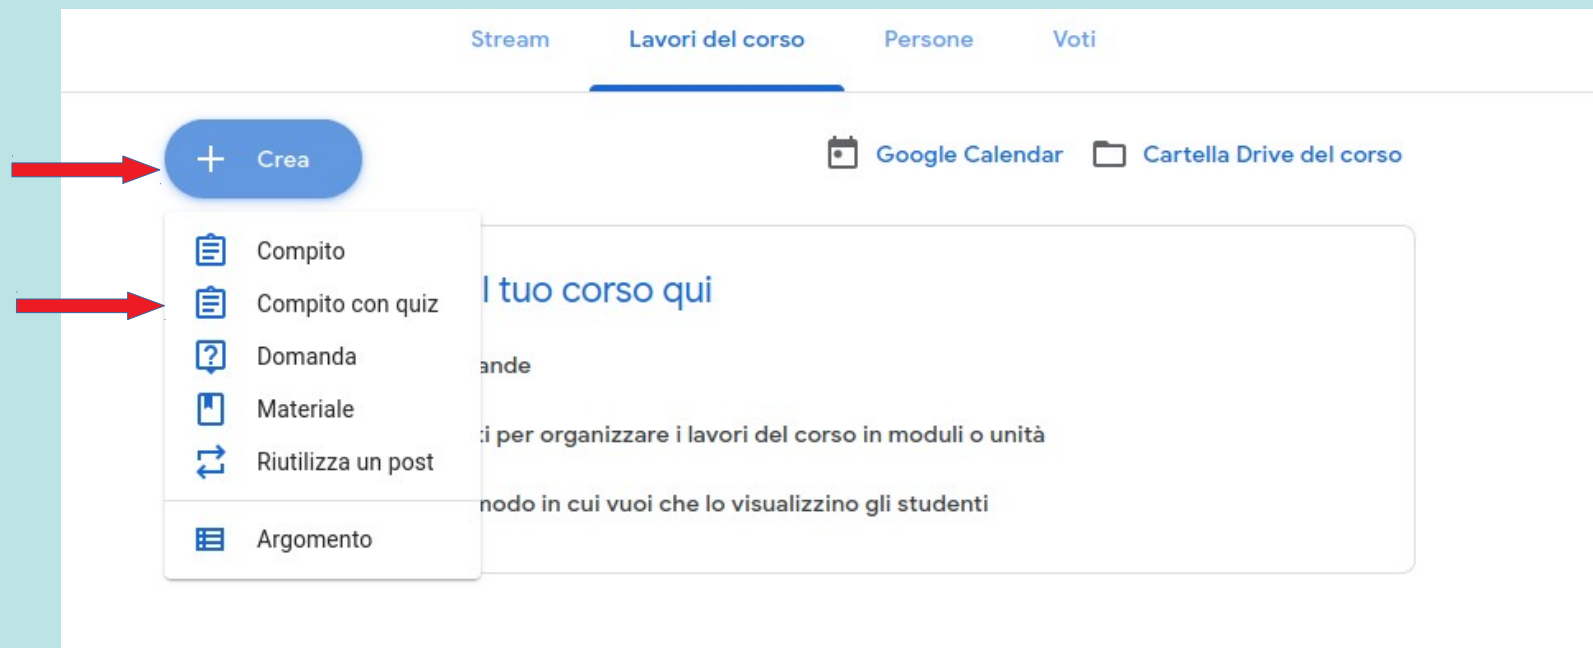 Stream Lavori del corso Persone Voti
Crea
Google Calendar Cartella Drive del corso
Compito
Compito con quiz
Domanda
Materiale
Riutilizza un post
Argomento
l tuo corso qui
ande
ti per organizzare i lavori del corso in moduli o unità
modo in cui vuoi che lo visualizzino gli studenti